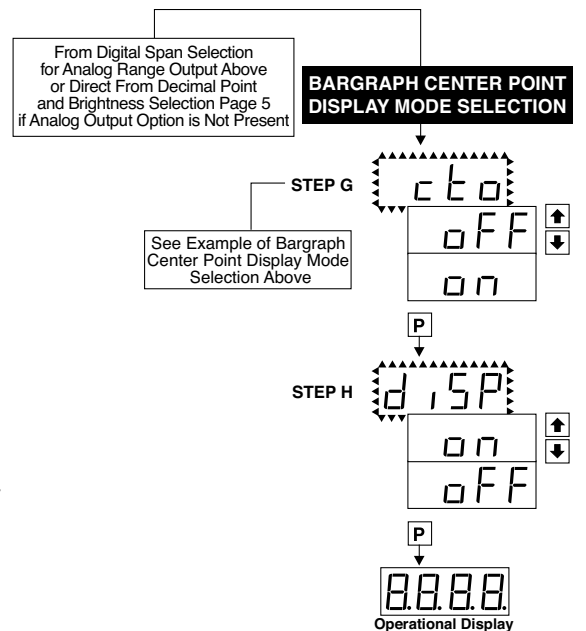 From Digital Span Selection
for Analog Range Output Above
or Direct From Decimal Point
and Brightness Selection Page 5
if Analog Output Option is Not Present
BARGRAPH CENTER POINT
DISPLAY MODE SELECTION
STEP G
cto
oFF
on
See Example of Bargraph
Center Point Display Mode
Selection Above
P
STEP H
diSP
on
oFF
P
8.8.8.8.
Operational Display